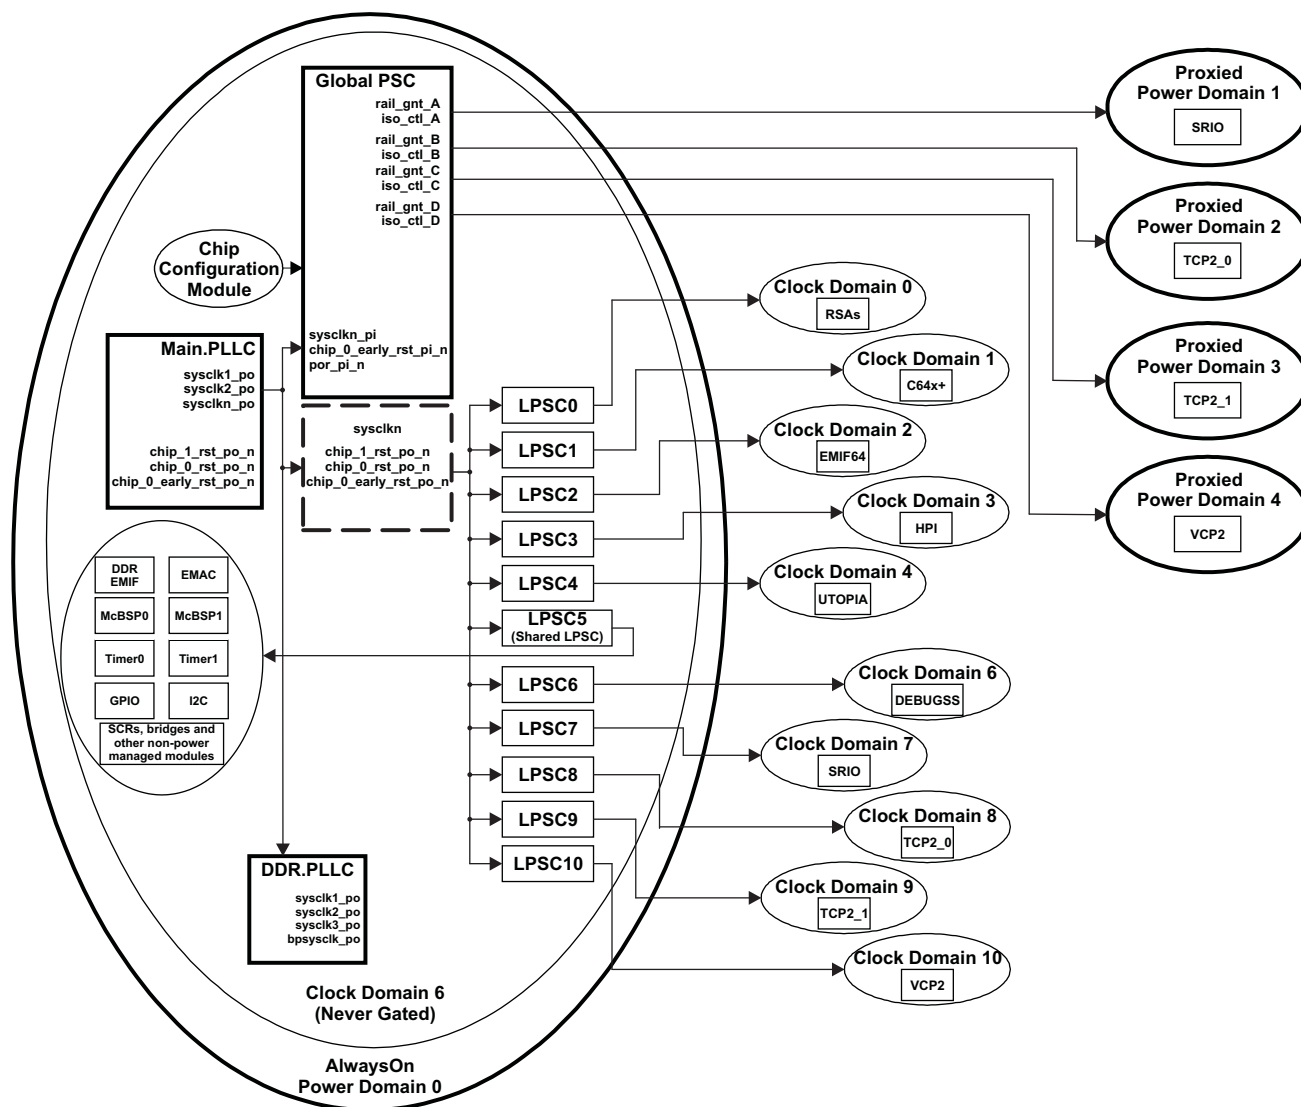 Global PSC
rail_gnt_A
iso_ctl_A
rail_gnt_B
iso_ctl_B
rail_gnt_C
iso_ctl_C
rail_gnt_D
iso_ctl_D
sysclkn_pi
chip_0_early_rst_pi_n
por_pi_n
Chip
Configuration
Module
Main.PLLC
sysclk1_po
sysclk2_po
sysclkn_po
chip_1_rst_po_n
chip_0_rst_po_n
chip_0_early_rst_po_n
sysclkn
chip_1_rst_po_n
chip_0_rst_po_n
chip_0_early_rst_po_n
DDR
EMIF
EMAC
McBSP0
McBSP1
Timer0
Timer1
GPIO
I2C
SCRs, bridges and
other non-power
managed modules
DDR.PLLC
sysclk1_po
sysclk2_po
sysclk3_po
bpsysclk_po
Clock Domain 6
(Never Gated)
AlwaysOn
Power Domain 0
LPSC0
LPSC1
LPSC2
LPSC3
LPSC4
LPSC5
(Shared LPSC)
LPSC6
LPSC7
LPSC8
LPSC9
LPSC10
Clock Domain 0
RSAs
Clock Domain 1
C64x+
Clock Domain 2
EMIF64
Clock Domain 3
HPI
Clock Domain 4
UTOPIA
Clock Domain 6
DEBUGSS
Clock Domain 7
SRIO
Clock Domain 8
TCP2_0
Clock Domain 9
TCP2_1
Clock Domain 10
VCP2
Proxied
Power Domain 1
SRIO
Proxied
Power Domain 2
TCP2_0
Proxied
Power Domain 3
TCP2_1
Proxied
Power Domain 4
VCP2